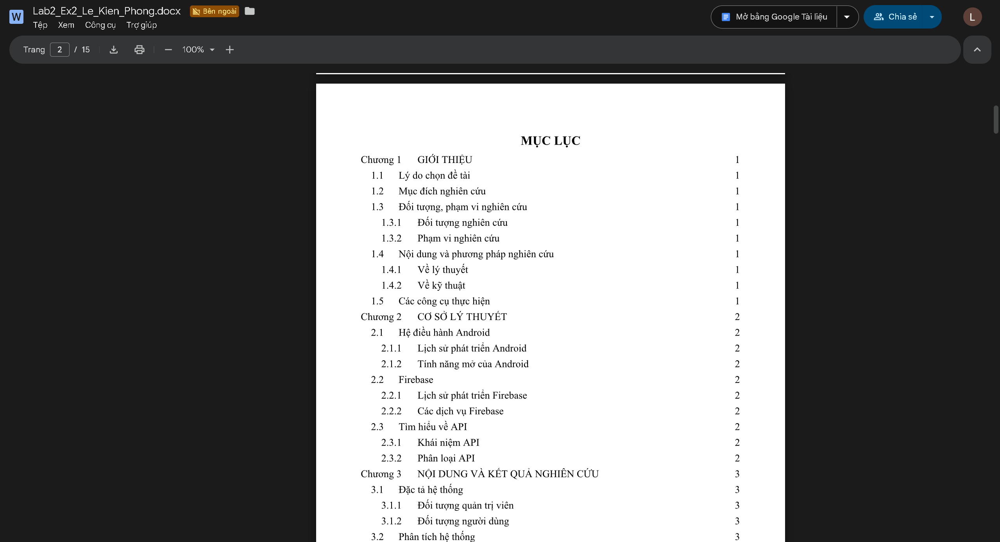 W
Lab2_Ex2_Le_Kien_Phong.docx
Bên ngoài
Tệp Xem Công cụ Trợ giúp
Mở bằng Google Tài liệu
Chia sẻ
L
Trang 2 / 15
100%
MỤC LỤC
Chương 1 GIỚI THIỆU 1
1.1 Lý do chọn đề tài 1
1.2 Mục đích nghiên cứu 1
1.3 Đối tượng, phạm vi nghiên cứu 1
1.3.1 Đối tượng nghiên cứu 1
1.3.2 Phạm vi nghiên cứu 1
1.4 Nội dung và phương pháp nghiên cứu 1
1.4.1 Về lý thuyết 1
1.4.2 Về kỹ thuật 1
1.5 Các công cụ thực hiện 1
Chương 2 CƠ SỞ LÝ THUYẾT 2
2.1 Hệ điều hành Android 2
2.1.1 Lịch sử phát triển Android 2
2.1.2 Tính năng mở của Android 2
2.2 Firebase 2
2.2.1 Lịch sử phát triển Firebase 2
2.2.2 Các dịch vụ Firebase 2
2.3 Tìm hiểu về API 2
2.3.1 Khái niệm API 2
2.3.2 Phân loại API 2
Chương 3 NỘI DUNG VÀ KẾT QUẢ NGHIÊN CỨU 3
3.1 Đặc tả hệ thống 3
3.1.1 Đối tượng quản trị viên 3
3.1.2 Đối tượng người dùng 3
3.2 Phân tích hệ thống 3